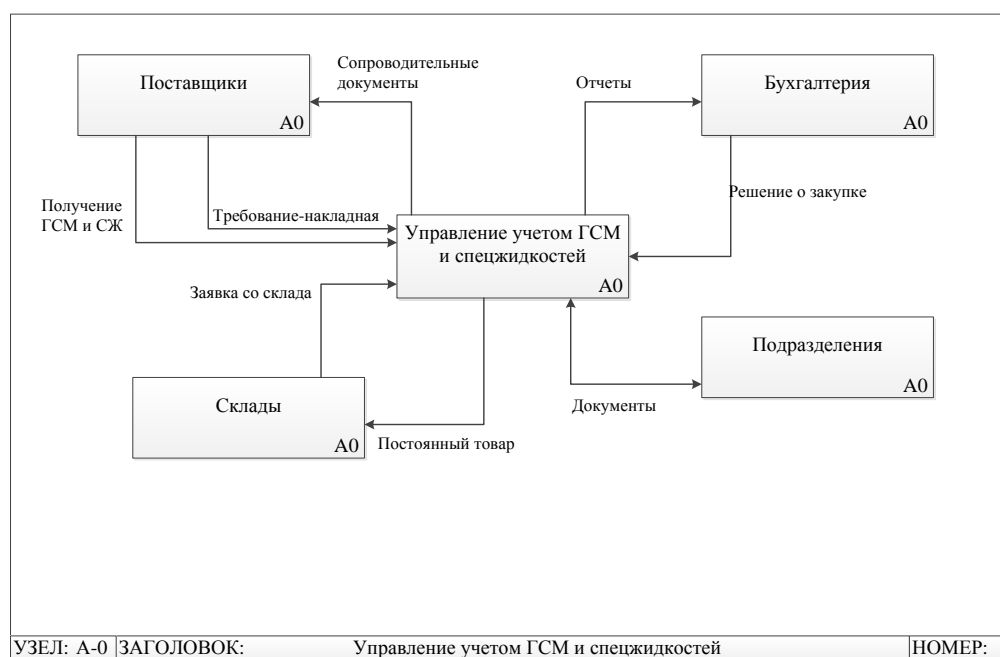 Поставщики
A0
Сопроводительные
документы
Отчеты
Бухгалтерия
A0
Получение
ГСМ и СЖ
Требование-накладная
Решение о закупке
Управление учетом ГСМ
и спецжидкостей
A0
Заявка со склада
Подразделения
A0
Склады
A0
Постоянный товар
Документы
УЗЕЛ: A-0 ЗАГОЛОВОК: Управление учетом ГСМ и спецжидкостей НОМЕР: